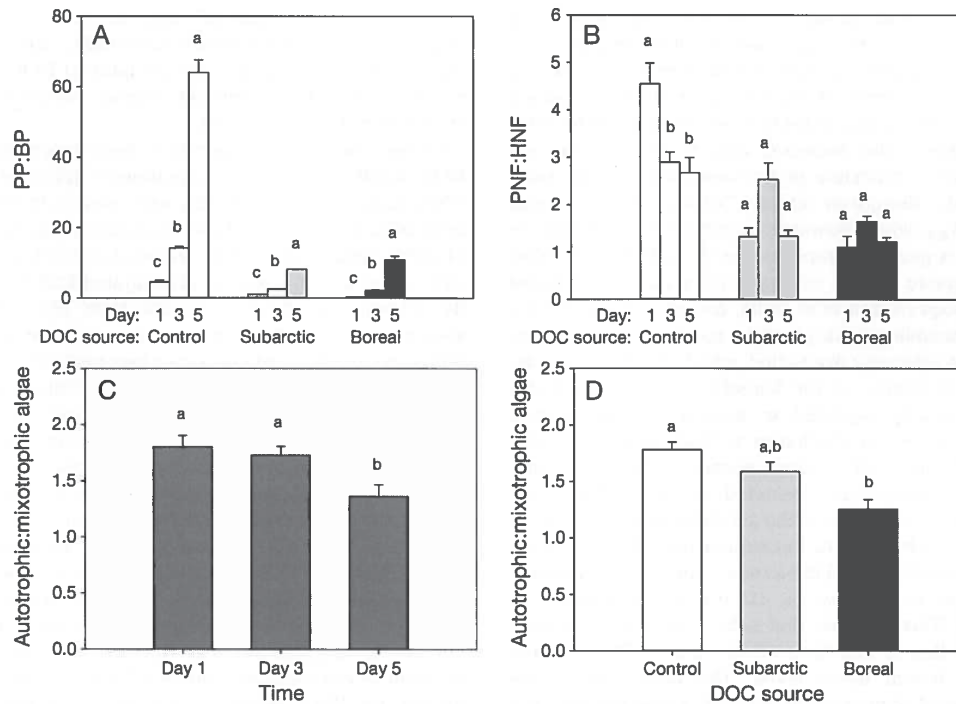 A
PP:BP
80
60
40
20
0
c b a
c b a
c b a
Day: 1 3 5 1 3 5 1 3 5
DOC source: Control Subarctic Boreal
B
PNF:HNF
6
5
4
3
2
1
0
a b b
a a a
a a a
1 3 5 1 3 5 1 3 5
Control Subarctic Boreal
C
Autotrophic:mixotrophic algae
2.5
2.0
1.5
1.0
0.5
0.0
a a b
Day 1 Day 3 Day 5
Time
D
Autotrophic:mixotrophic algae
2.5
2.0
1.5
1.0
0.5
0.0
a a,b b
Control Subarctic Boreal
DOC source